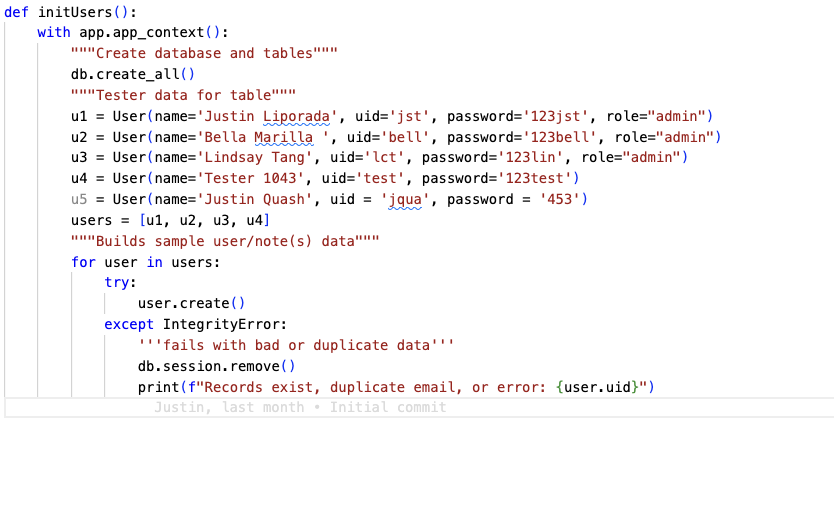 def initUsers():
    with app.app_context():
        """Create database and tables"""
        db.create_all()
        """Tester data for table"""
        u1 = User(name='Justin Liporada', uid='jst', password='123jst', role="admin")
        u2 = User(name='Bella Marilla ', uid='bell', password='123bell', role="admin")
        u3 = User(name='Lindsay Tang', uid='lct', password='123lin', role="admin")
        u4 = User(name='Tester 1043', uid='test', password='123test')
        u5 = User(name='Justin Quash', uid = 'jqua', password = '453')
        users = [u1, u2, u3, u4]
        """Builds sample user/note(s) data"""
        for user in users:
            try:
                user.create()
            except IntegrityError:
                '''fails with bad or duplicate data'''
                db.session.remove()
                print(f"Records exist, duplicate email, or error: {user.uid}")
                  Justin, last month • Initial commit